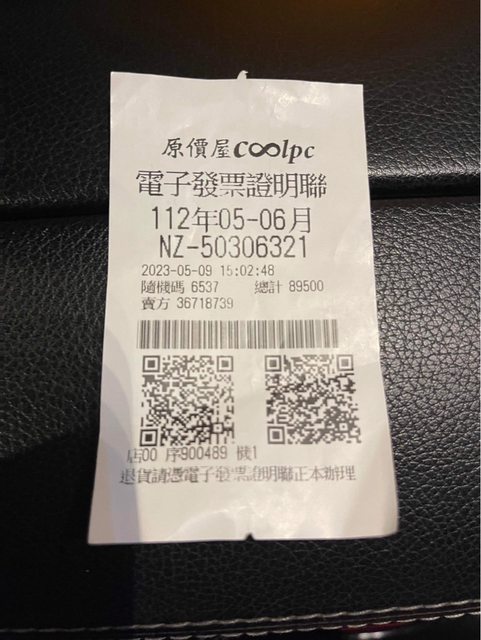 原價屋coolpc
電子發票證明聯
112年05-06月
NZ-50306321
2023-05-09 15:02:48
隨機碼 6537 總計 89500
賣方 36718739
店00 序900489 機1
退貨請憑電子發票證明聯正本辦理